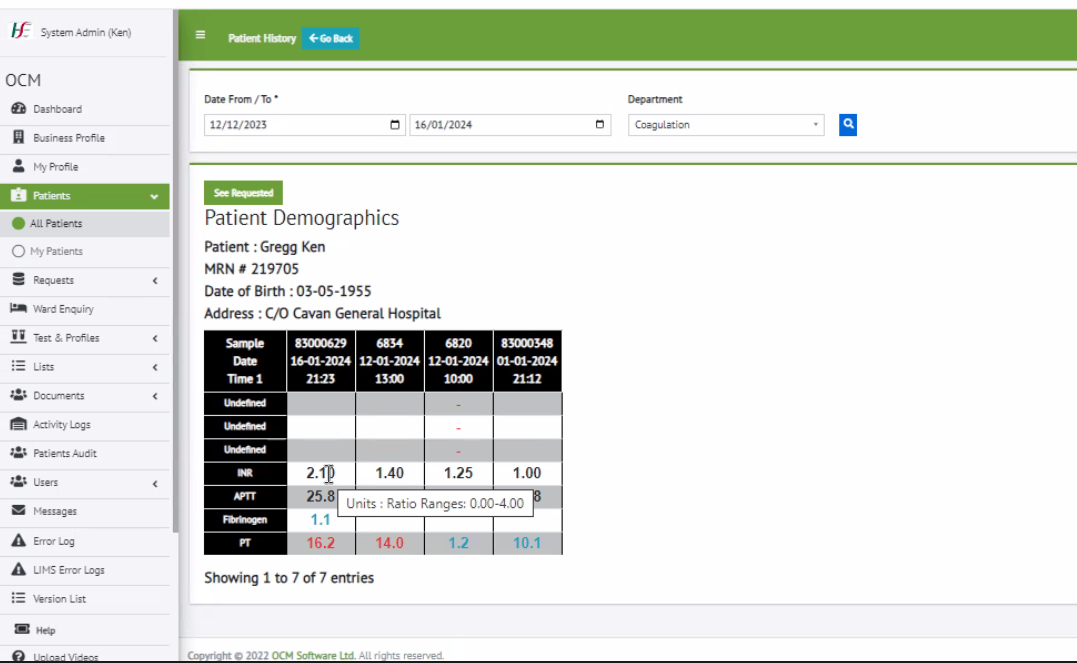 System Admin (Ken)
Patient History Go Back
OCM
Dashboard
Business Profile
My Profile
Patients
All Patients
My Patients
Requests
Ward Enquiry
Test & Profiles
Lists
Documents
Activity Logs
Patients Audit
Users
Messages
Error Log
LIMS Error Logs
Version List
Help
Upload Videos
Date From / To * Department
12/12/2023 16/01/2024 Coagulation
See Requested
Patient Demographics
Patient : Gregg Ken
MRN # 219705
Date of Birth : 03-05-1955
Address : C/O Cavan General Hospital
Sample 83000629 6834 6820 83000348
Date 16-01-2024 12-01-2024 12-01-2024 01-01-2024
Time 1 21:23 13:00 10:00 21:12
Undefined -
Undefined -
Undefined -
INR 2.10 1.40 1.25 1.00
APTT 25.8 8
Units : Ratio Ranges: 0.00-4.00
Fibrinogen 1.1
PT 16.2 14.0 1.2 10.1
Showing 1 to 7 of 7 entries
Copyright © 2022 OCM Software Ltd. All rights reserved.